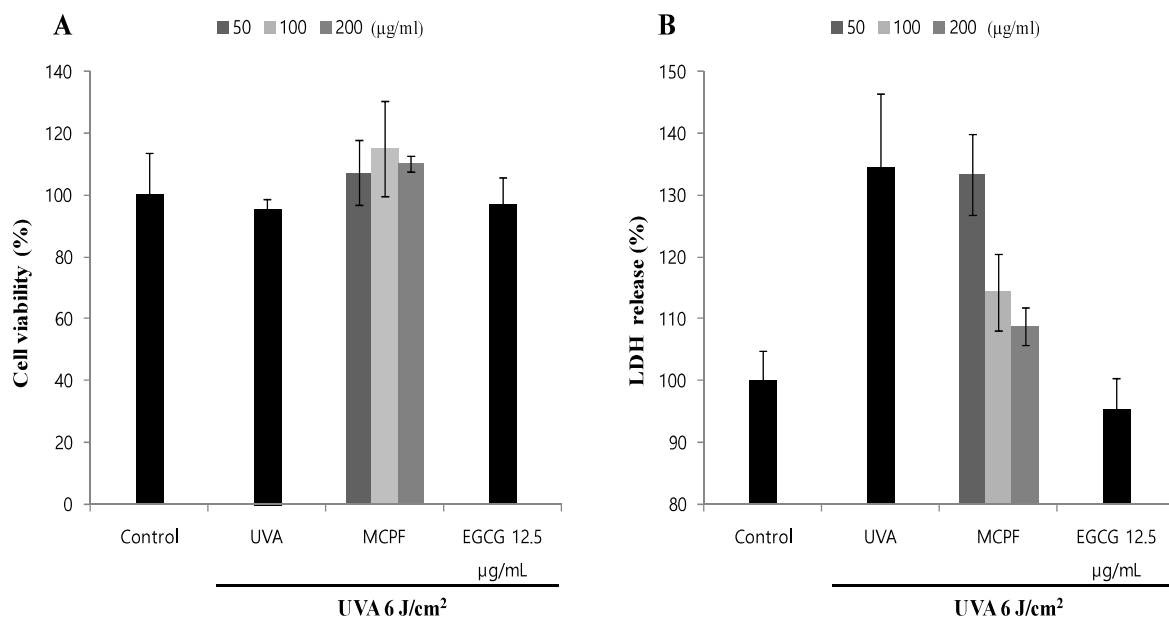 A
50 100 200 (μg/ml)
140
120
100
80
60
40
20
0
Cell viability (%)
Control UVA MCPF EGCG 12.5
μg/mL
UVA 6 J/cm²
B
50 100 200 (μg/ml)
150
140
130
120
110
100
90
80
LDH release (%)
Control UVA MCPF EGCG 12.5
μg/mL
UVA 6 J/cm²